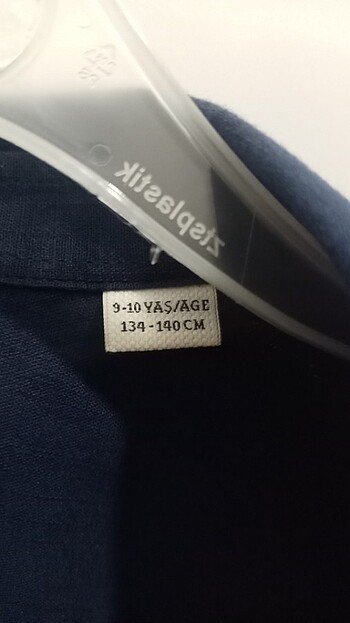 ztsplastik
9-10 YAŞ/AGE
134-140 CM